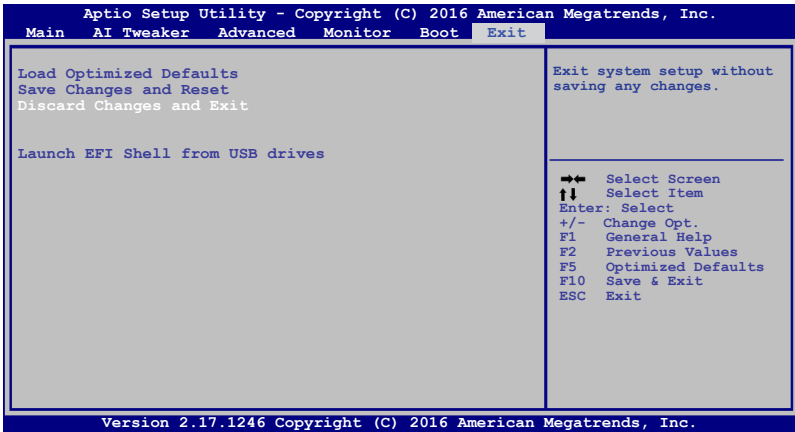 Aptio Setup Utility - Copyright (C) 2016 American Megatrends, Inc.
Main AI Tweaker Advanced Monitor Boot Exit
Load Optimized Defaults
Save Changes and Reset
Discard Changes and Exit
Launch EFI Shell from USB drives
Exit system setup without
saving any changes.
→← Select Screen
↑↓ Select Item
Enter: Select
+/- Change Opt.
F1 General Help
F2 Previous Values
F5 Optimized Defaults
F10 Save & Exit
ESC Exit
Version 2.17.1246 Copyright (C) 2016 American Megatrends, Inc.